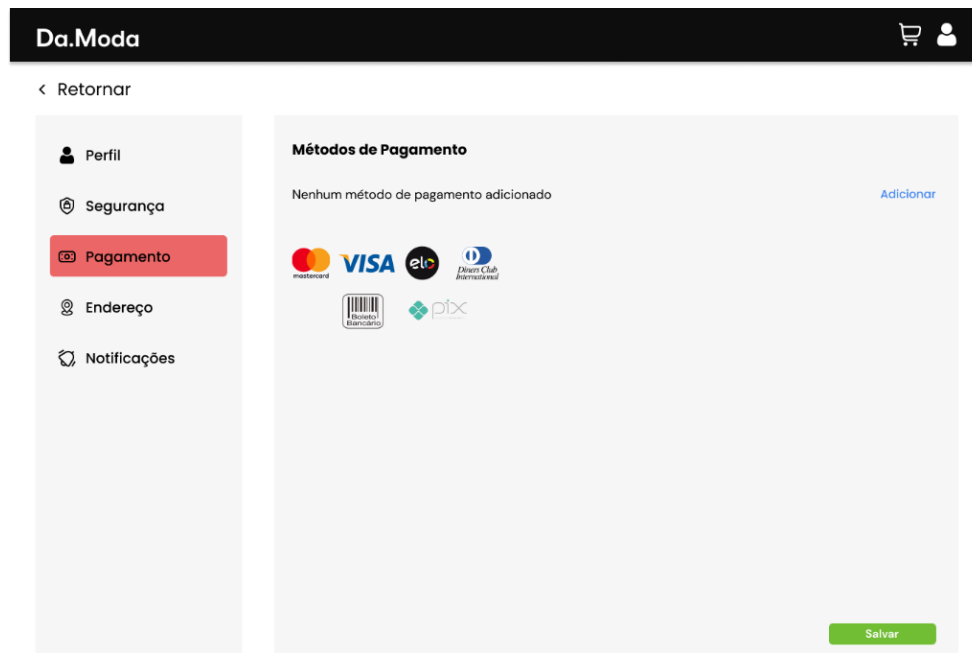 Da.Moda
< Retornar
Perfil
Segurança
Pagamento
Endereço
Notificações
Métodos de Pagamento
Nenhum método de pagamento adicionado
Adicionar
mastercard
VISA
elo
Diners Club
International
Boleto
Bancário
pix
Salvar